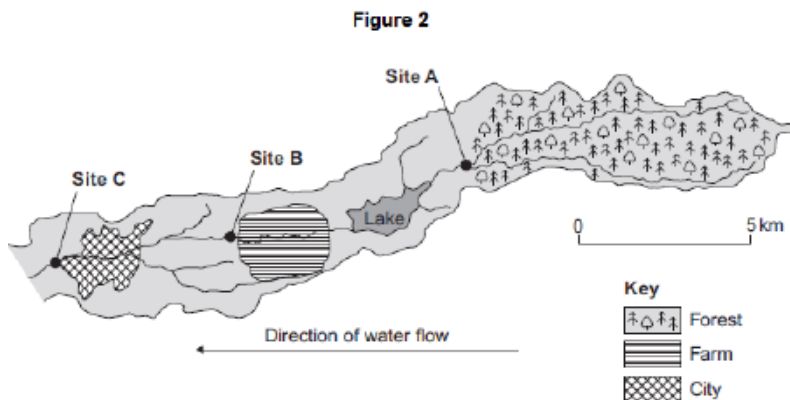 Figure 2
Site A
Site B
Site C
Lake
0 5 km
Key
Forest
Farm
City
Direction of water flow